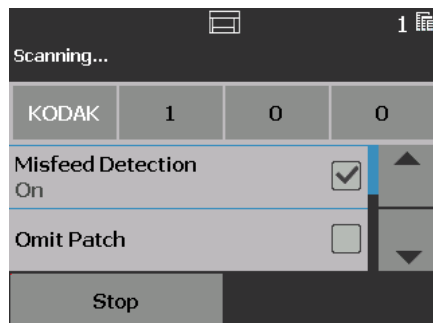 1
Scanning...
KODAK 1 0 0
Misfeed Detection
On
Omit Patch
Stop